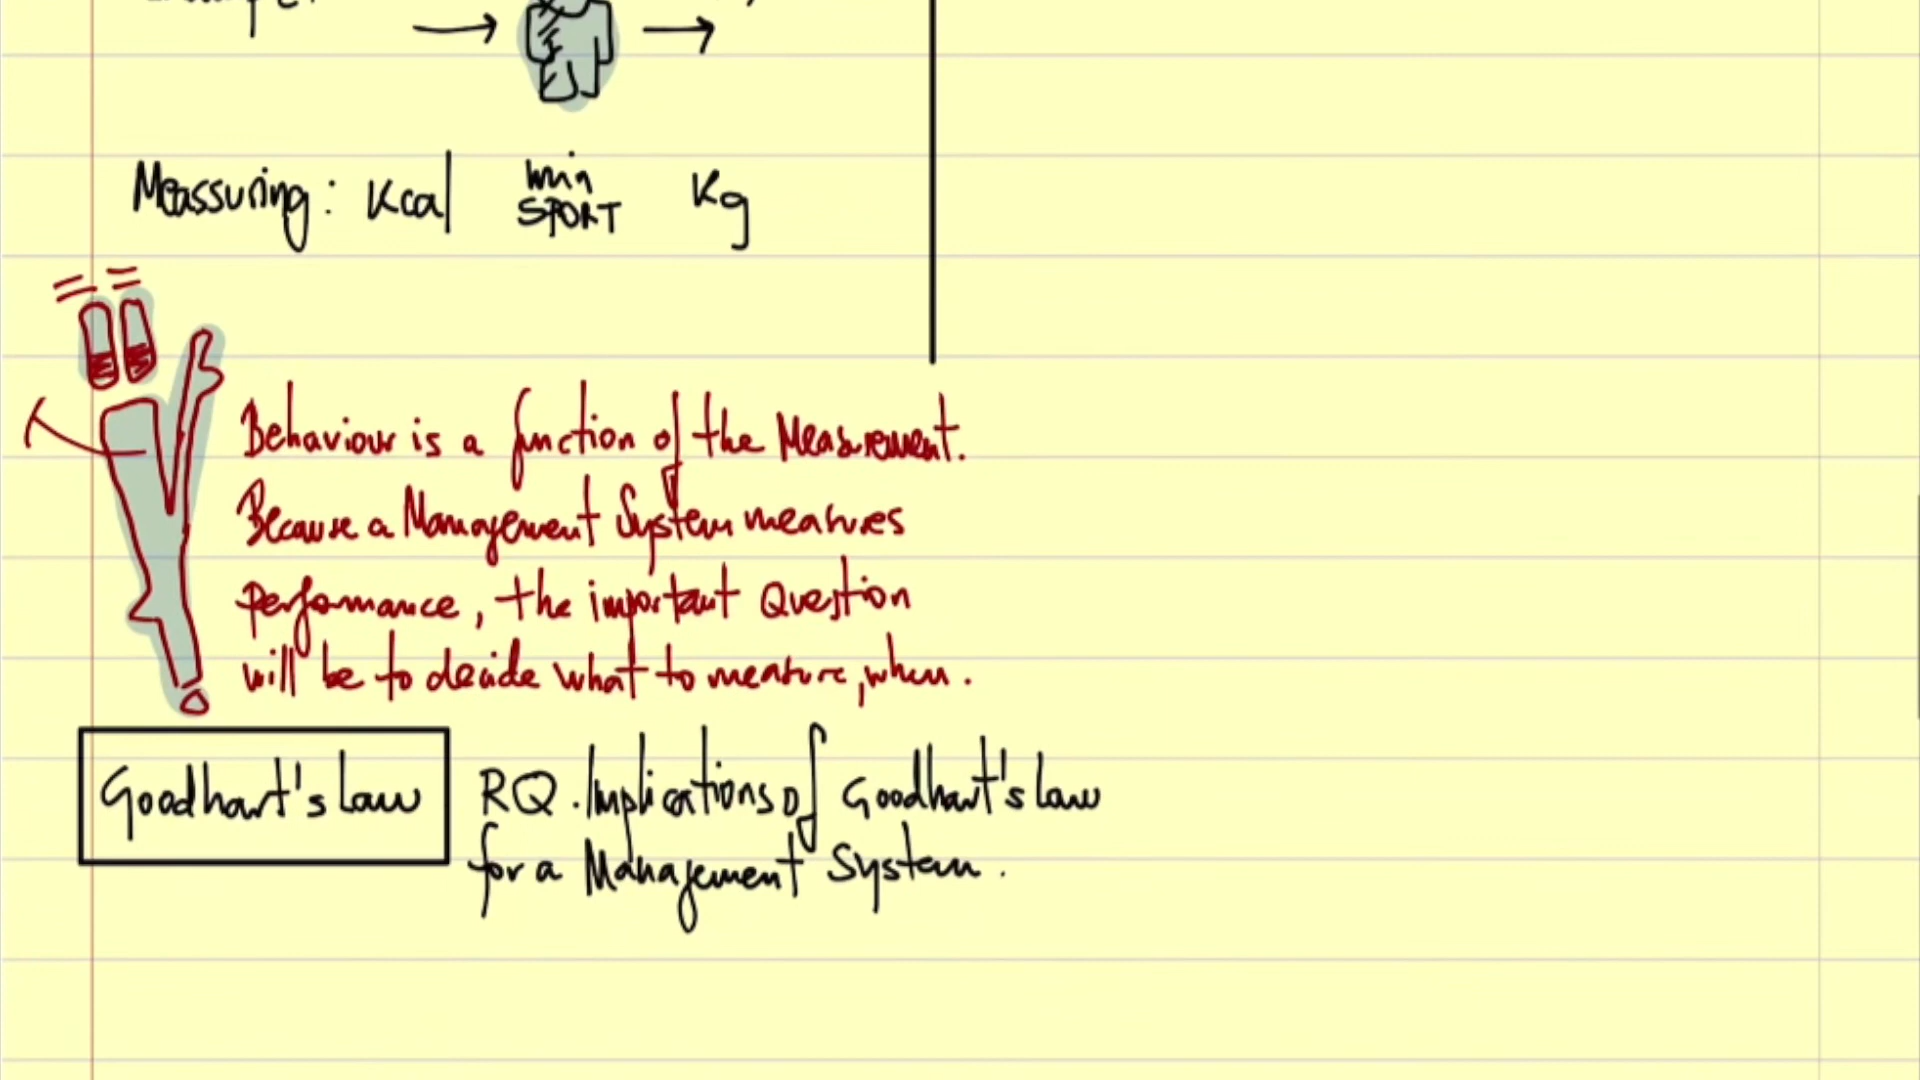 Meassuring: Kcal min SPORT Kg
Behaviour is a function of the Measurement.
Because a Management System measures
performance, the important Question
will be to decide what to measure, when.
Goodhart's Law
RQ. Implications of Goodhart's Law
for a Management System.